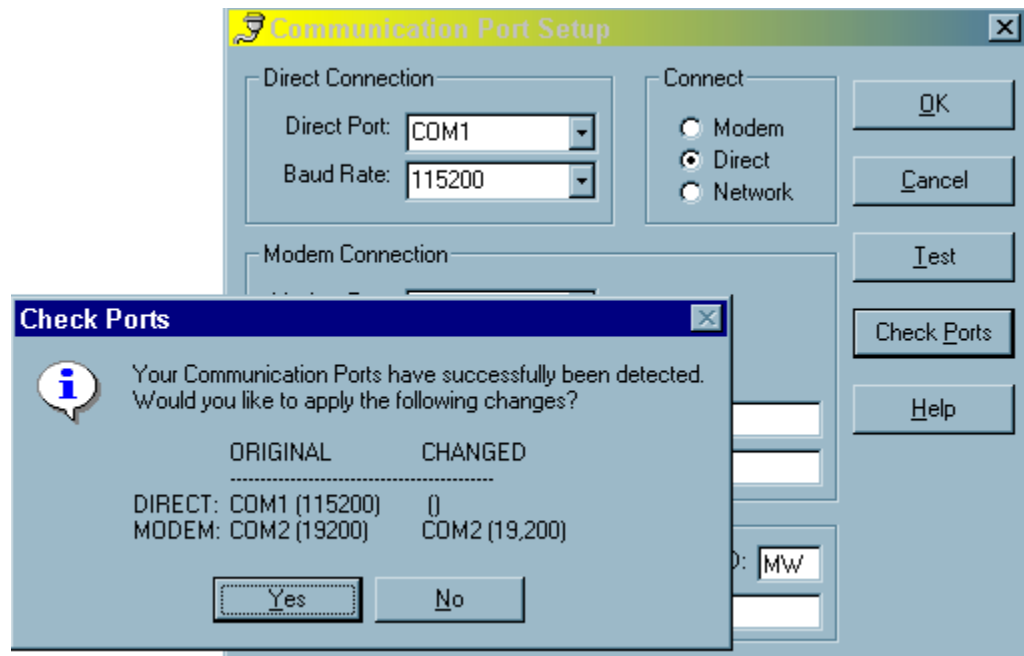 Communication Port Setup
Direct Connection
Direct Port: COM1
Baud Rate: 115200
Connect
Modem
Direct
Network
OK
Cancel
Test
Check Ports
Help
Modem Connection
Check Ports
Your Communication Ports have successfully been detected.
Would you like to apply the following changes?
ORIGINAL CHANGED
-------------------------------------------
DIRECT: COM1 (115200) ()
MODEM: COM2 (19200) COM2 (19,200)
Yes No
MW